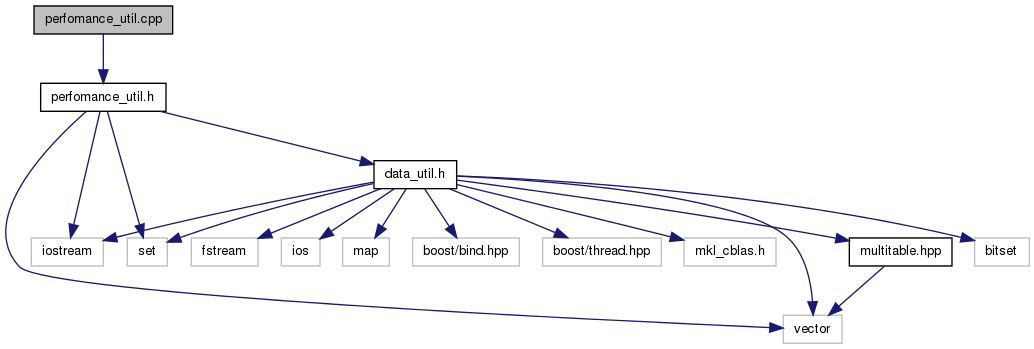 perfomance_util.cpp
perfomance_util.h
data_util.h
iostream
set
fstream
ios
map
boost/bind.hpp
boost/thread.hpp
mkl_cblas.h
multitable.hpp
bitset
vector